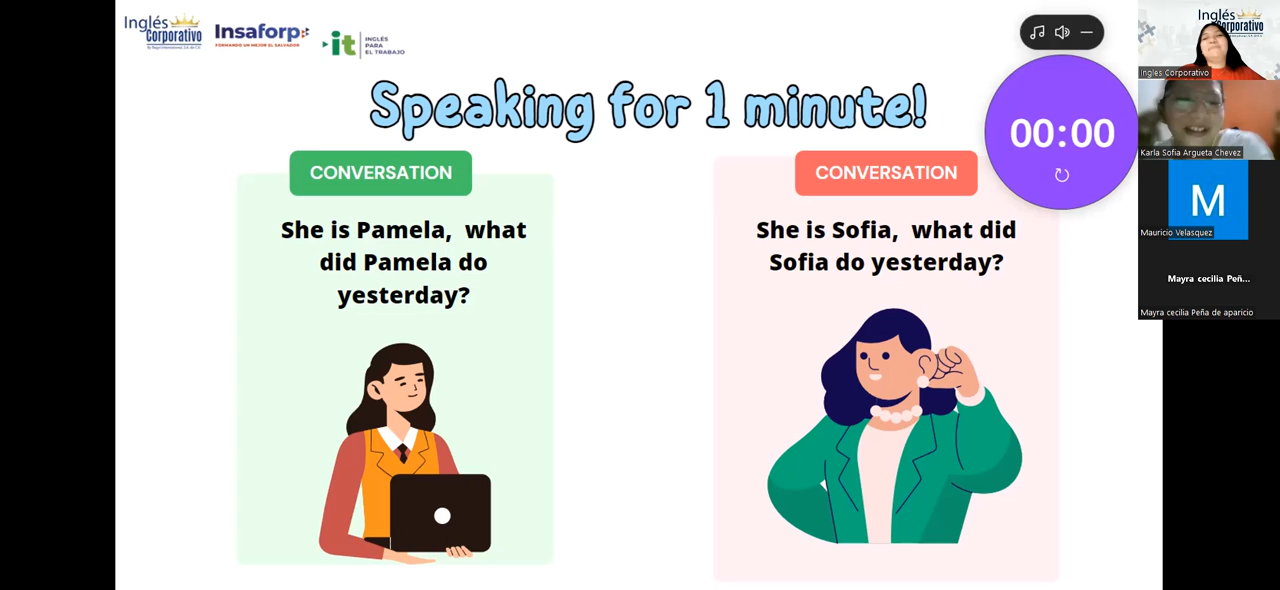 Inglés
Corporativo
Insaforp
FORMANDO UN MEJOR EL SALVADOR
it
INGLÉS
PARA
EL TRABAJO
Speaking for 1 minute!
00:00
CONVERSATION
She is Pamela, what
did Pamela do
yesterday?
CONVERSATION
She is Sofia, what did
Sofia do yesterday?
Inglés
Corporativo
Ingles Corporativo
Karla Sofia Argueta Chevez
M
Mauricio Velasquez
Mayra cecilia Peñ...
Mayra cecilia Peña de aparicio